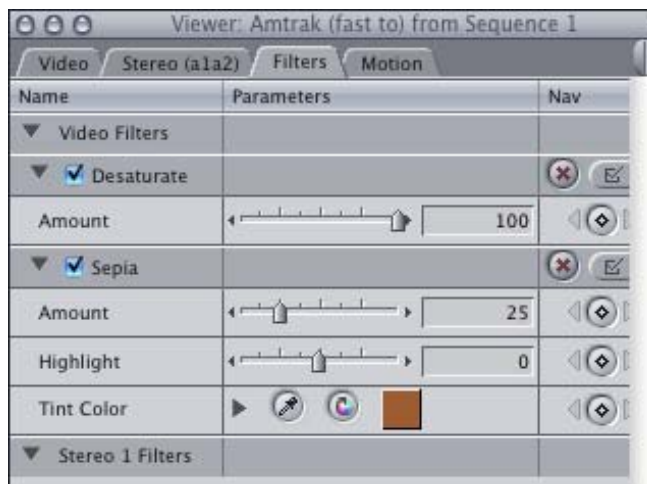 Viewer: Amtrak (fast to) from Sequence 1
Video Stereo (a1a2) Filters Motion
Name Parameters Nav
Video Filters
Desaturate
Amount 100
Sepia
Amount 25
Highlight 0
Tint Color
Stereo 1 Filters